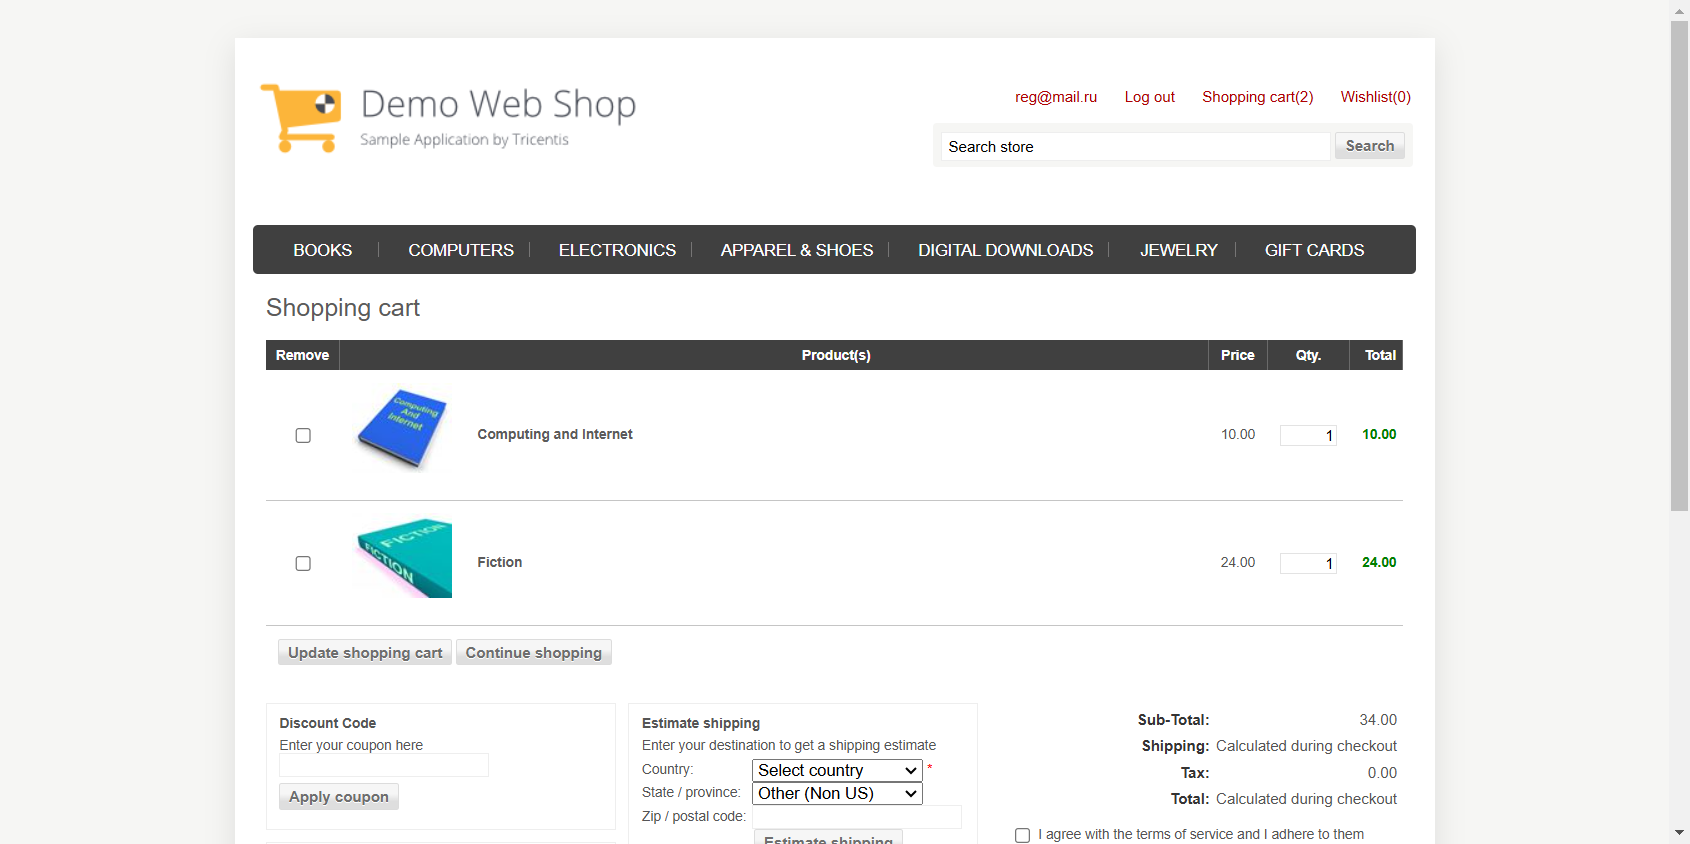 Demo Web Shop
Sample Application by Tricentis
reg@mail.ru Log out Shopping cart(2) Wishlist(0)
Search store Search
BOOKS COMPUTERS ELECTRONICS APPAREL & SHOES DIGITAL DOWNLOADS JEWELRY GIFT CARDS
Shopping cart
Remove Product(s) Price Qty. Total
Computing
And
Internet
Computing and Internet 10.00 1 10.00
FICTION
FICTION
Fiction 24.00 1 24.00
Update shopping cart Continue shopping
Discount Code
Enter your coupon here
Apply coupon
Estimate shipping
Enter your destination to get a shipping estimate
Country: Select country *
State / province: Other (Non US)
Zip / postal code:
Estimate shipping
Sub-Total: 34.00
Shipping: Calculated during checkout
Tax: 0.00
Total: Calculated during checkout
I agree with the terms of service and I adhere to them